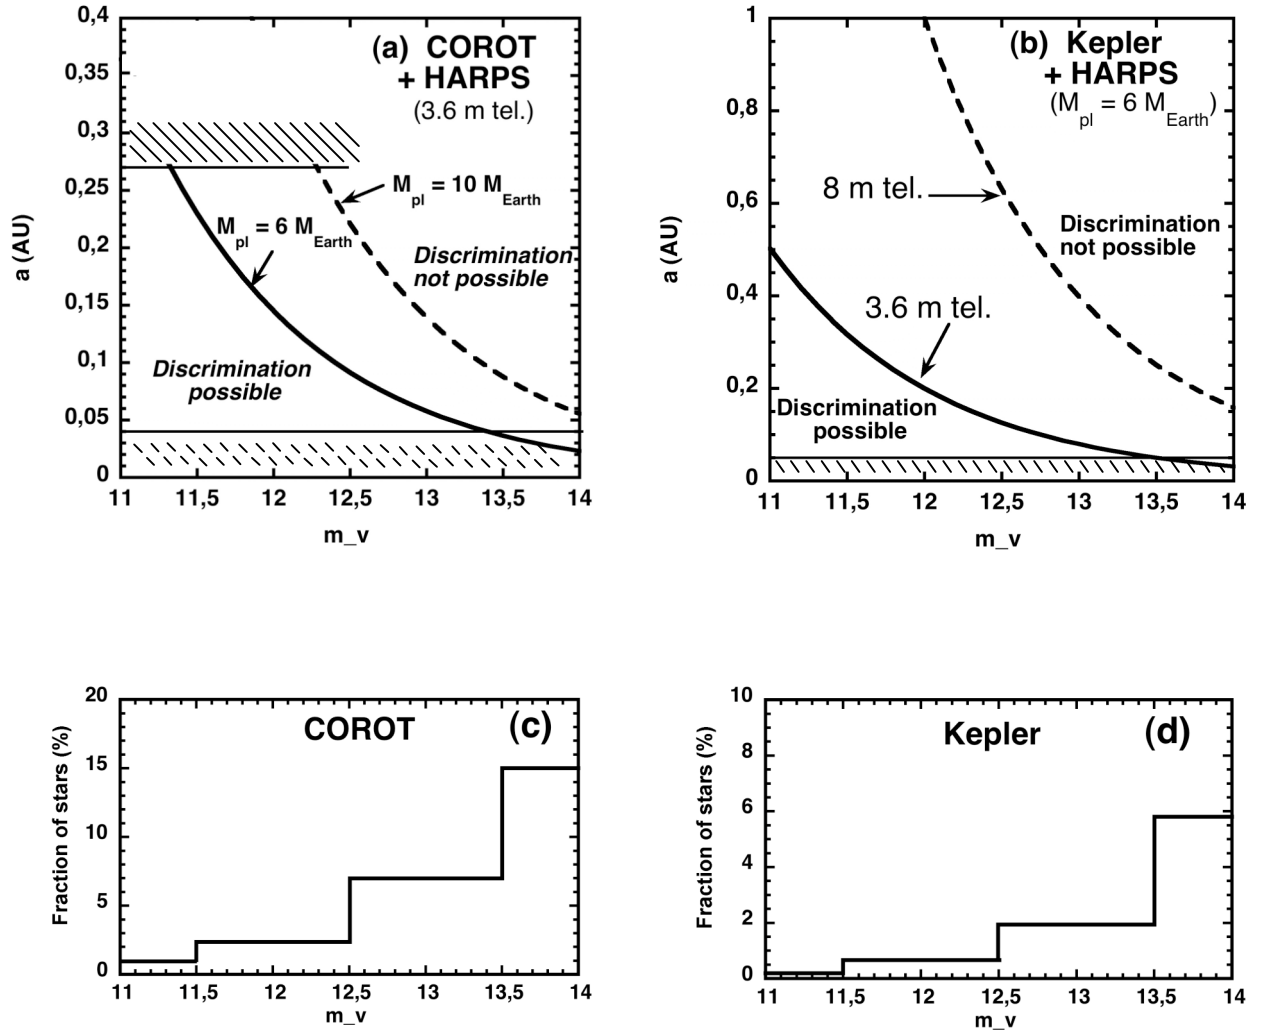 (a) COROT
+ HARPS
(3.6 m tel.)
0,4
0,35
0,3
0,25
0,2
0,15
0,1
0,05
0
a (AU)
M_pl = 10 M_Earth
M_pl = 6 M_Earth
Discrimination
not possible
Discrimination
possible
11 11,5 12 12,5 13 13,5 14
m_v
(b) Kepler
+ HARPS
(M_pl = 6 M_Earth)
1
0,8
0,6
0,4
0,2
0
a (AU)
8 m tel.
Discrimination
not possible
3.6 m tel.
Discrimination
possible
11 11,5 12 12,5 13 13,5 14
m_v
COROT (c)
20
15
10
5
0
Fraction of stars (%)
11 11,5 12 12,5 13 13,5 14
m_v
Kepler (d)
10
8
6
4
2
0
Fraction of stars (%)
11 11,5 12 12,5 13 13,5 14
m_v